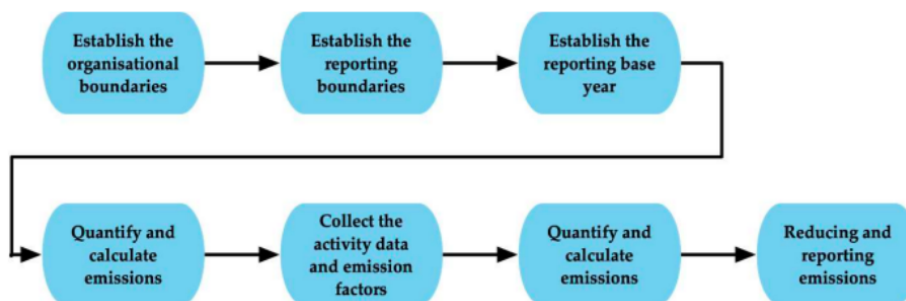 Establish the
organisational
boundaries
Establish the
reporting
boundaries
Establish the
reporting base
year
Quantify and
calculate
emissions
Collect the
activity data
and emission
factors
Quantify and
calculate
emissions
Reducing and
reporting
emissions